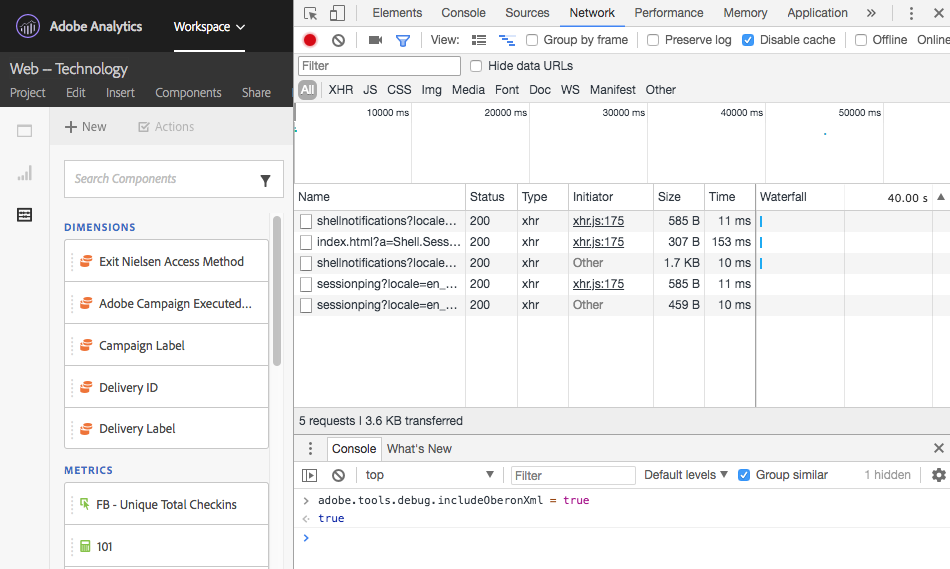 Adobe Analytics
Workspace
Web – Technology
Project Edit Insert Components Share
New Actions
Search Components
DIMENSIONS
Exit Nielsen Access Method
Adobe Campaign Executed...
Campaign Label
Delivery ID
Delivery Label
METRICS
FB - Unique Total Checkins
101
Elements Console Sources Network Performance Memory Application »
View: Group by frame Preserve log Disable cache Offline Online
Filter Hide data URLs
All XHR JS CSS Img Media Font Doc WS Manifest Other
10000 ms 20000 ms 30000 ms 40000 ms 50000 ms
Name Status Type Initiator Size Time Waterfall 40.00 s
shellnotifications?locale... 200 xhr xhr.js:175 585 B 11 ms
index.html?a=Shell.Sess... 200 xhr xhr.js:175 307 B 153 ms
shellnotifications?locale... 200 xhr Other 1.7 KB 10 ms
sessionping?locale=en_... 200 xhr xhr.js:175 585 B 11 ms
sessionping?locale=en_... 200 xhr Other 459 B 10 ms
5 requests | 3.6 KB transferred
Console What's New
top Filter Default levels Group similar 1 hidden
adobe.tools.debug.includeOberonXml = true
true